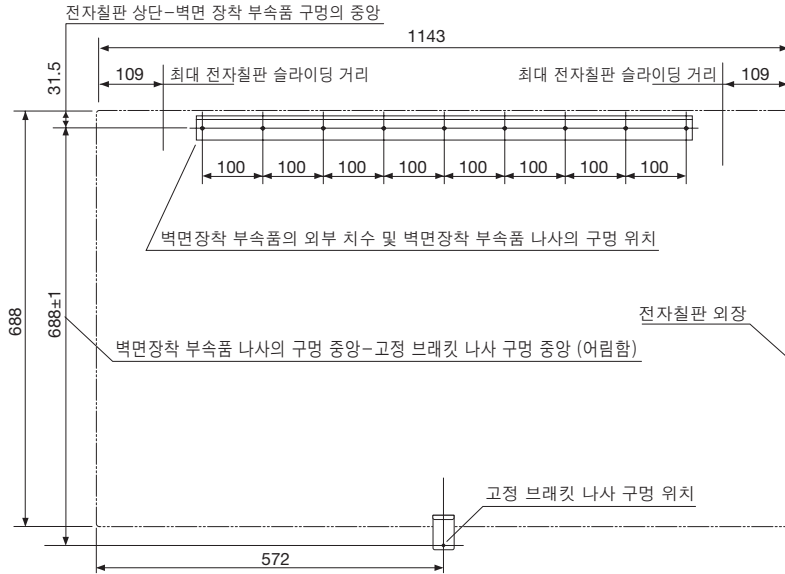 전자칠판 상단–벽면 장착 부속품 구멍의 중앙
1143
31.5
109
최대 전자칠판 슬라이딩 거리
최대 전자칠판 슬라이딩 거리
109
100
100
100
100
100
100
100
100
벽면장착 부속품의 외부 치수 및 벽면장착 부속품 나사의 구멍 위치
688
688±1
전자칠판 외장
벽면장착 부속품 나사의 구멍 중앙–고정 브래킷 나사 구멍 중앙 (어림함)
고정 브래킷 나사 구멍 위치
572